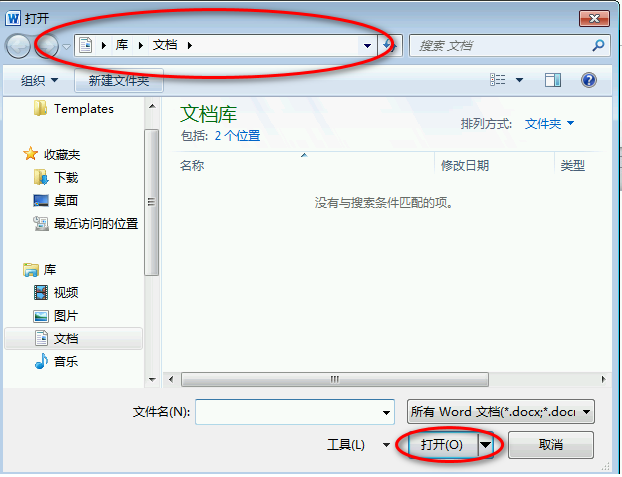 打开
库 文档
搜索 文档
组织 新建文件夹
Templates
收藏夹
下载
桌面
最近访问的位置
库
视频
图片
文档
音乐
文档库
包括: 2 个位置
排列方式: 文件夹
名称 修改日期 类型
没有与搜索条件匹配的项。
文件名(N): 所有 Word 文档(*.docx;*.doc
工具(L) 打开(O) 取消